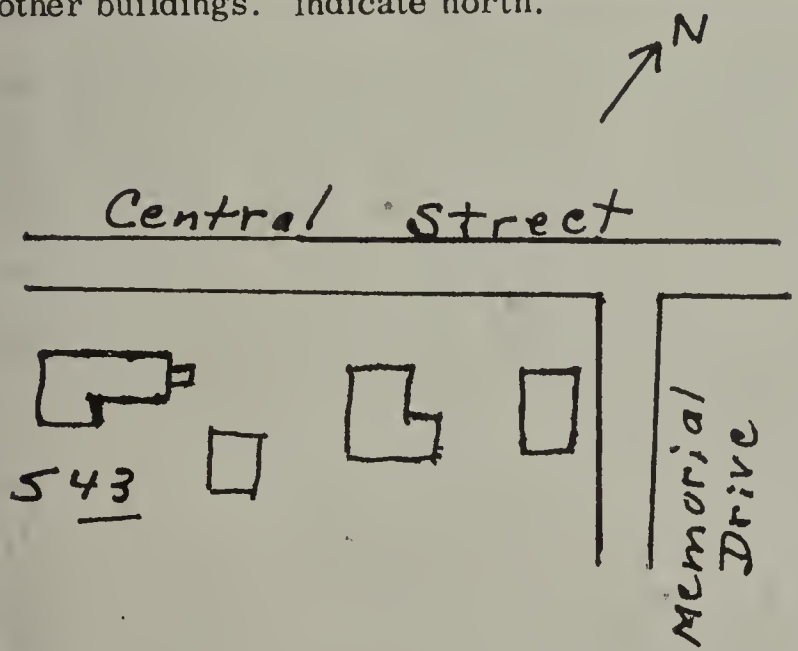 other buildings. Indicate north.
N
Central Street
543
Memorial
Drive